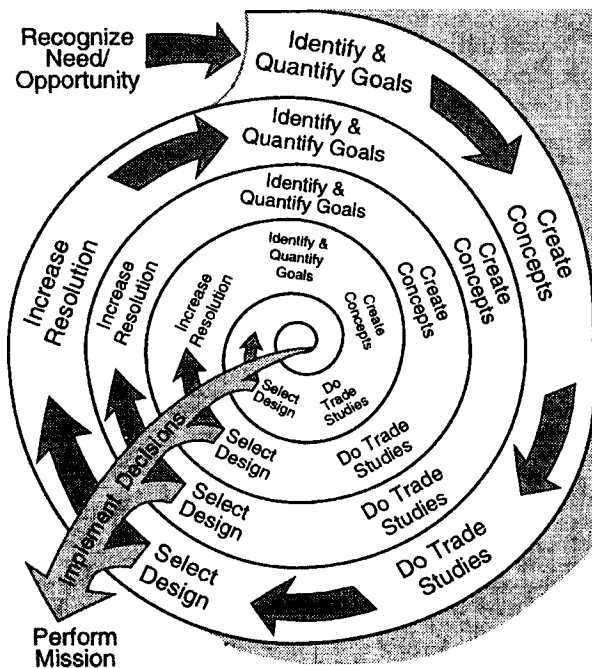 Recognize
Need/
Opportunity
Identify &
Quantify Goals
Identify &
Quantify Goals
Identify &
Quantify Goals
Identify &
Quantify
Goals
Create
Concepts
Create
Concepts
Create
Concepts
Create
Concepts
Do Trade
Studies
Do Trade
Studies
Do Trade
Studies
Do
Trade
Studies
Select
Design
Select
Design
Select
Design
Select
Design
Increase
Resolution
Increase
Resolution
Increase
Resolution
Implement Decisions
Perform
Mission